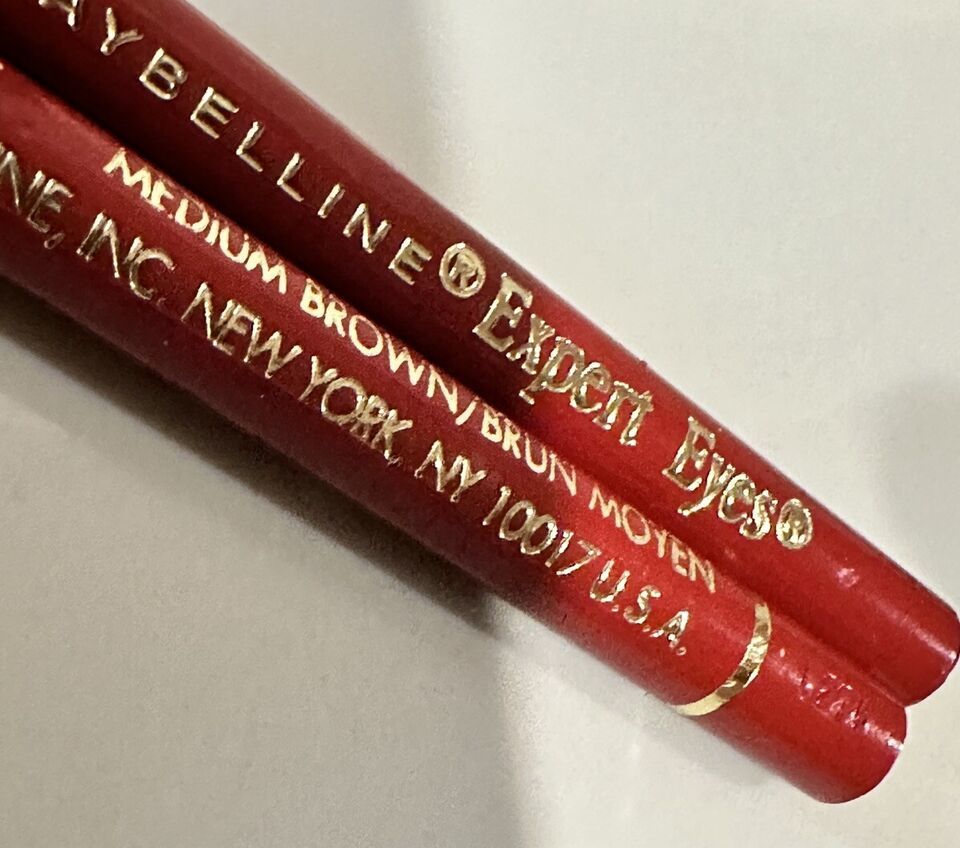 AYBELLINE® Expert Eyes®
MEDIUM BROWN/BRUN MOYEN
NE, INC. NEW YORK, NY 10017 U.S.A.